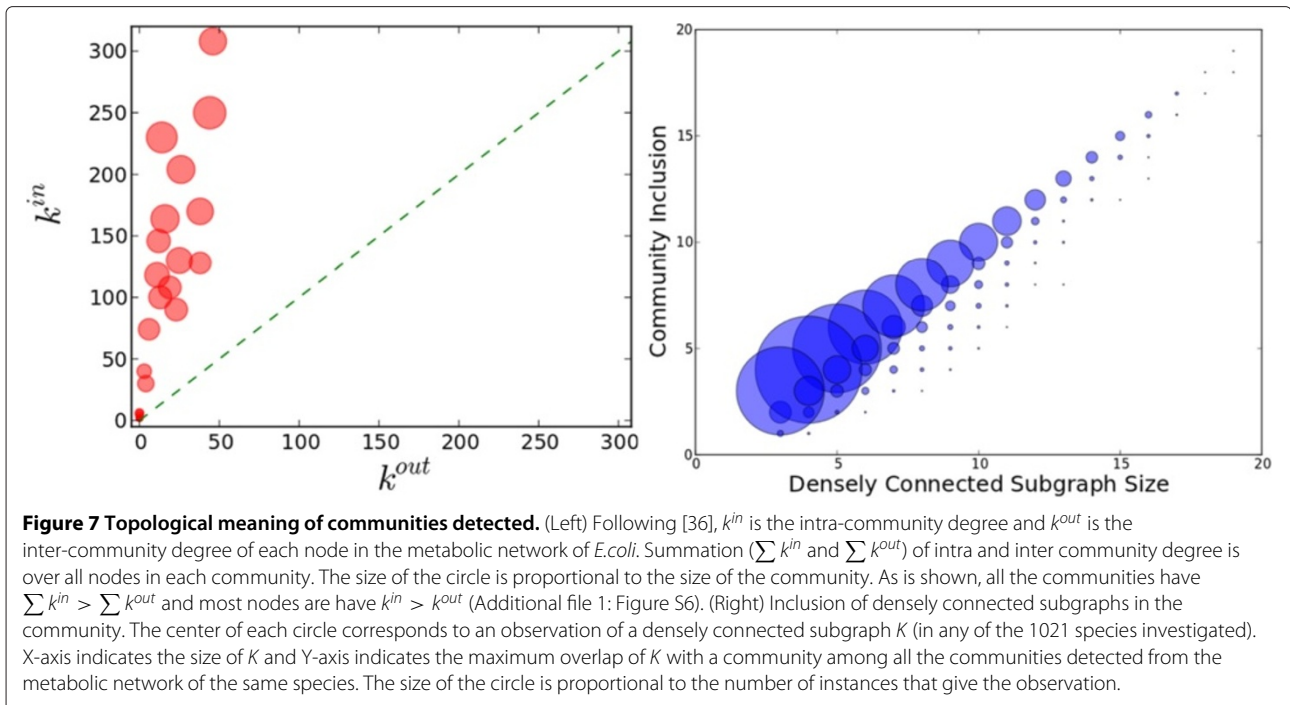 300
250
200
150
100
50
0
k^in
0 50 100 150 200 250 300
k^out
20
15
10
5
0
Community Inclusion
0 5 10 15 20
Densely Connected Subgraph Size
Figure 7 Topological meaning of communities detected. (Left) Following [36], k^in is the intra-community degree and k^out is the
inter-community degree of each node in the metabolic network of E.coli. Summation (∑ k^in and ∑ k^out) of intra and inter community degree is
over all nodes in each community. The size of the circle is proportional to the size of the community. As is shown, all the communities have
∑ k^in > ∑ k^out and most nodes are have k^in > k^out (Additional file 1: Figure S6). (Right) Inclusion of densely connected subgraphs in the
community. The center of each circle corresponds to an observation of a densely connected subgraph K (in any of the 1021 species investigated).
X-axis indicates the size of K and Y-axis indicates the maximum overlap of K with a community among all the communities detected from the
metabolic network of the same species. The size of the circle is proportional to the number of instances that give the observation.